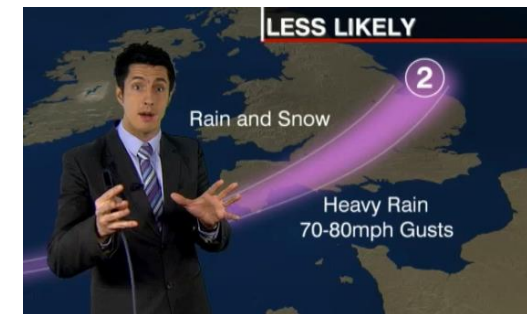 LESS LIKELY
2
Rain and Snow
Heavy Rain
70-80mph Gusts